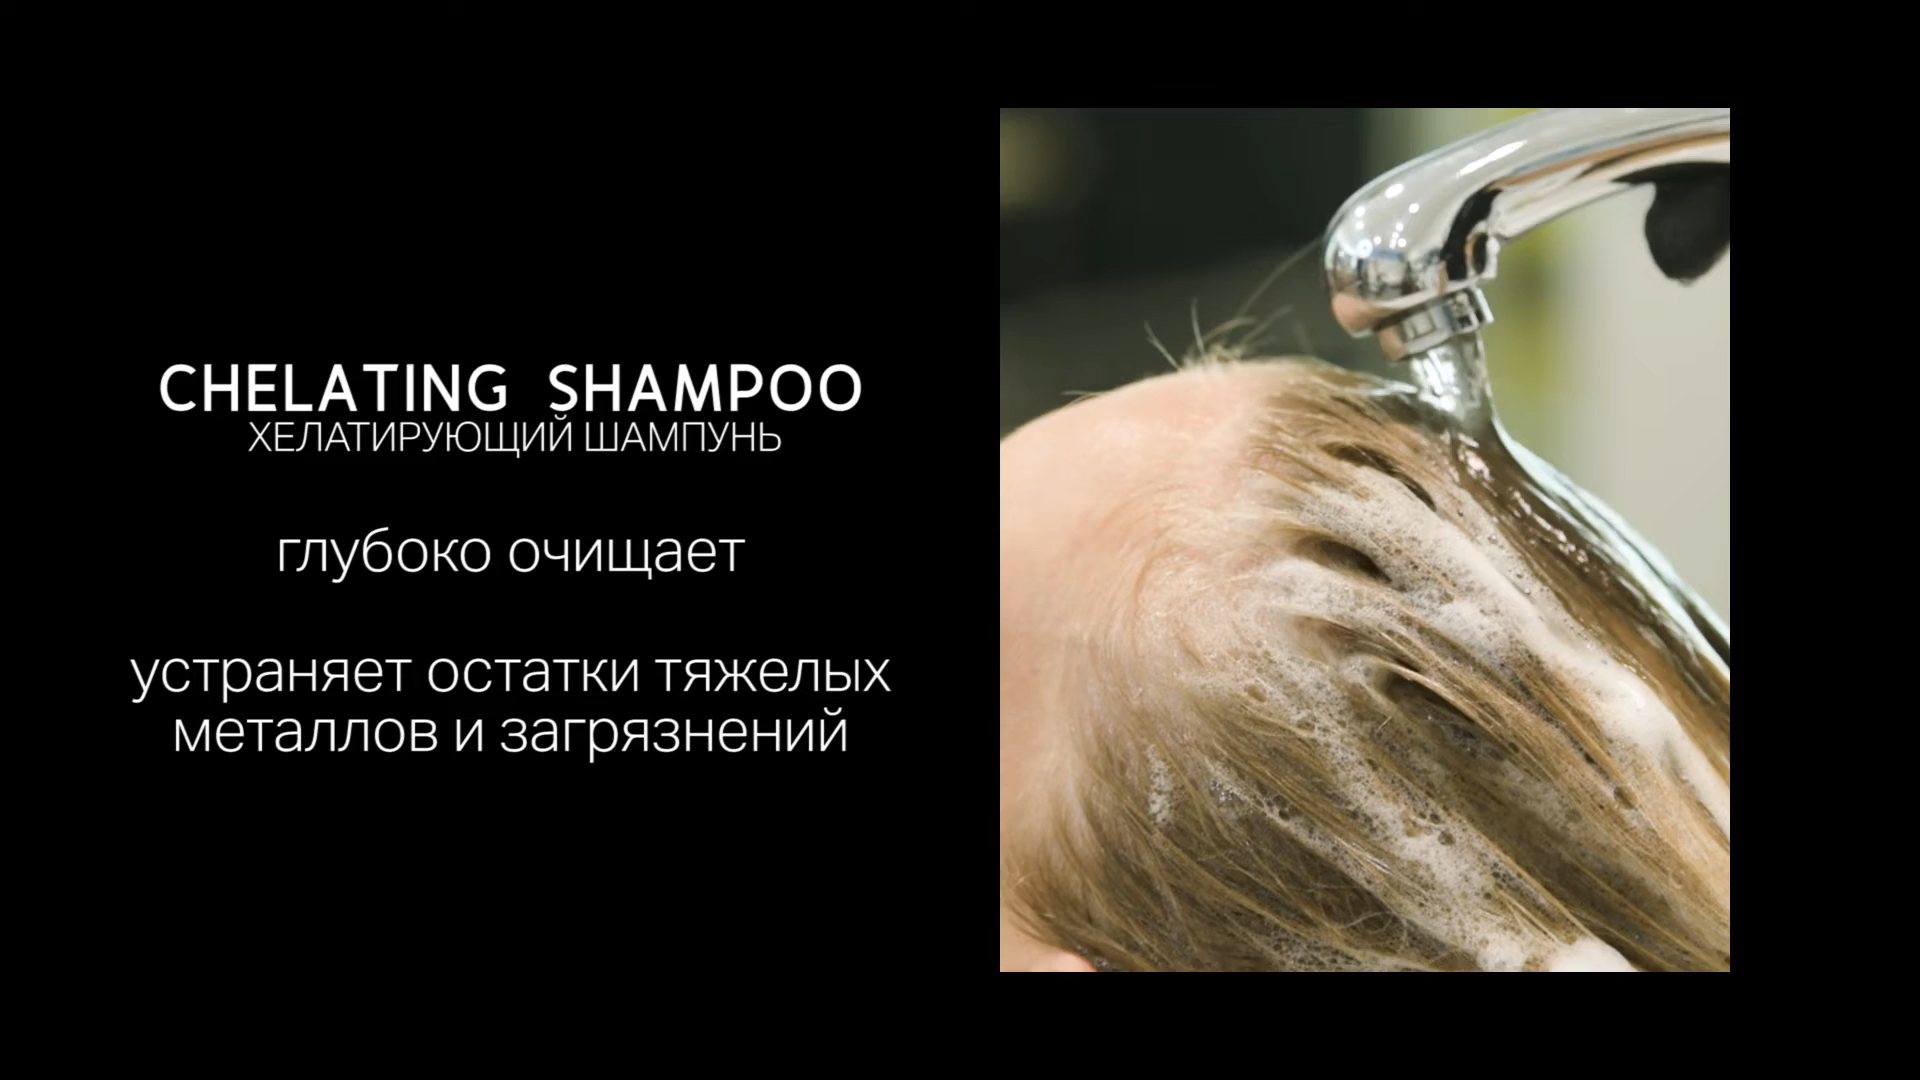 CHELATING SHAMPOO
ХЕЛАТИРУЮЩИЙ ШАМПУНЬ
глубоко очищает
устраняет остатки тяжелых
металлов и загрязнений